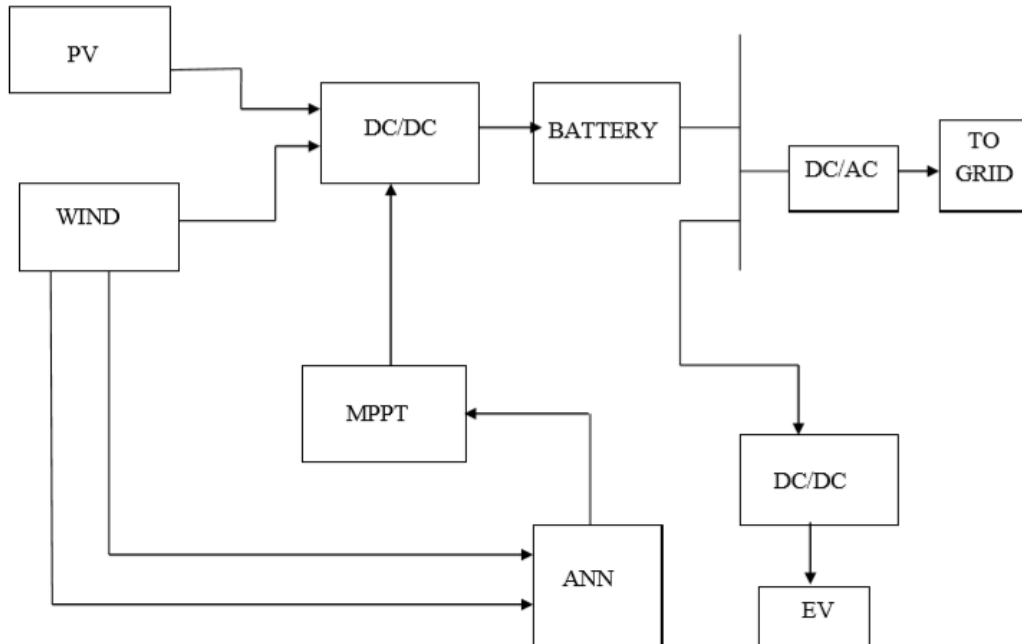 PV
DC/DC
BATTERY
TO
GRID
DC/AC
WIND
MPPT
DC/DC
ANN
EV